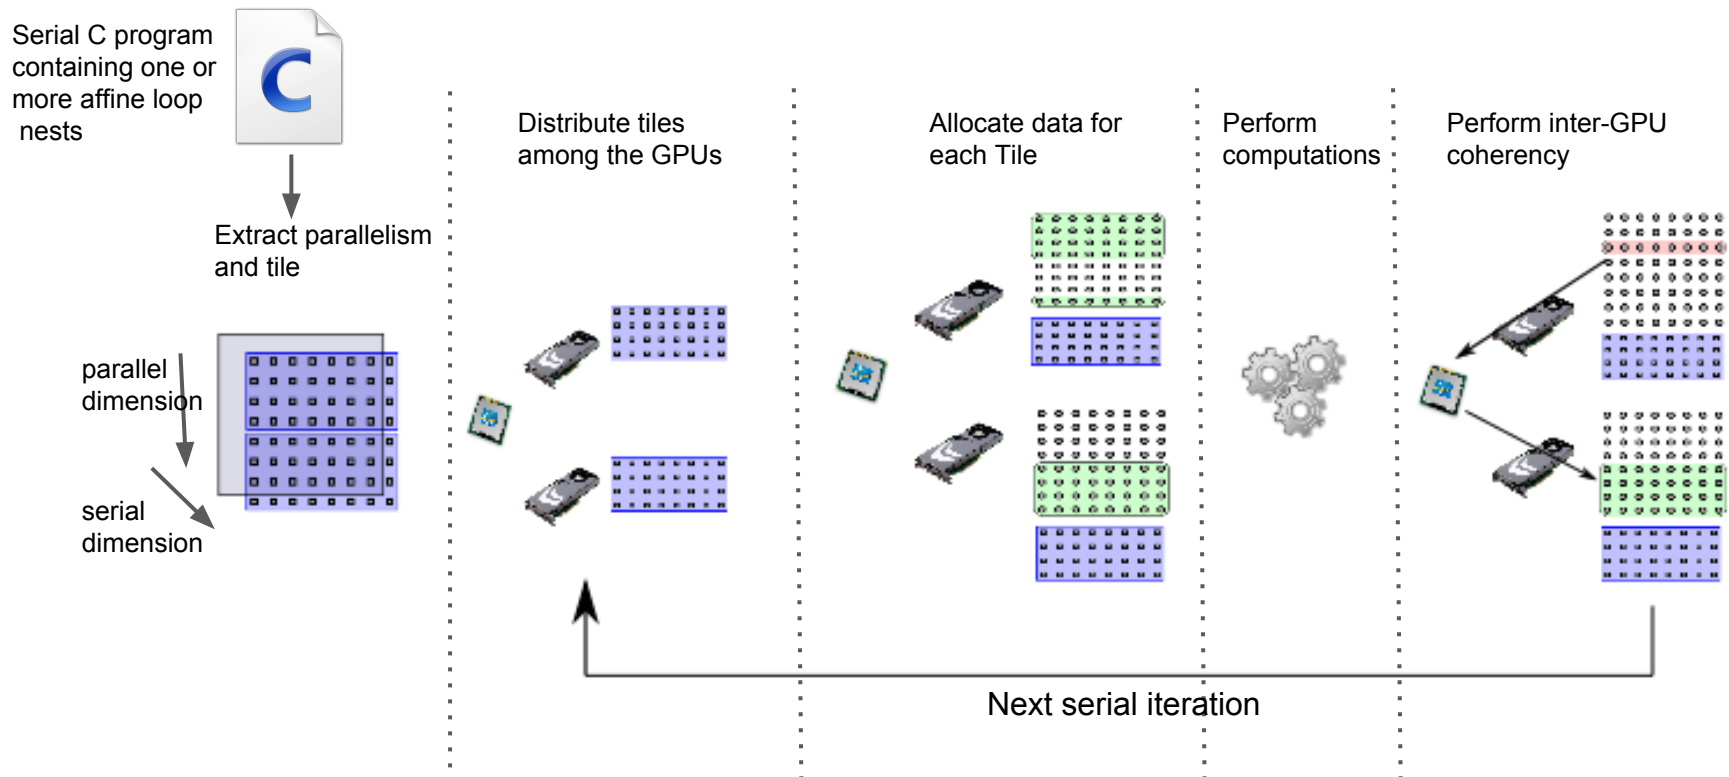 Serial C program
containing one or
more affine loop
nests
C
Extract parallelism
and tile
parallel
dimension
serial
dimension
Distribute tiles
among the GPUs
Allocate data for
each Tile
Perform
computations
Perform inter-GPU
coherency
Next serial iteration